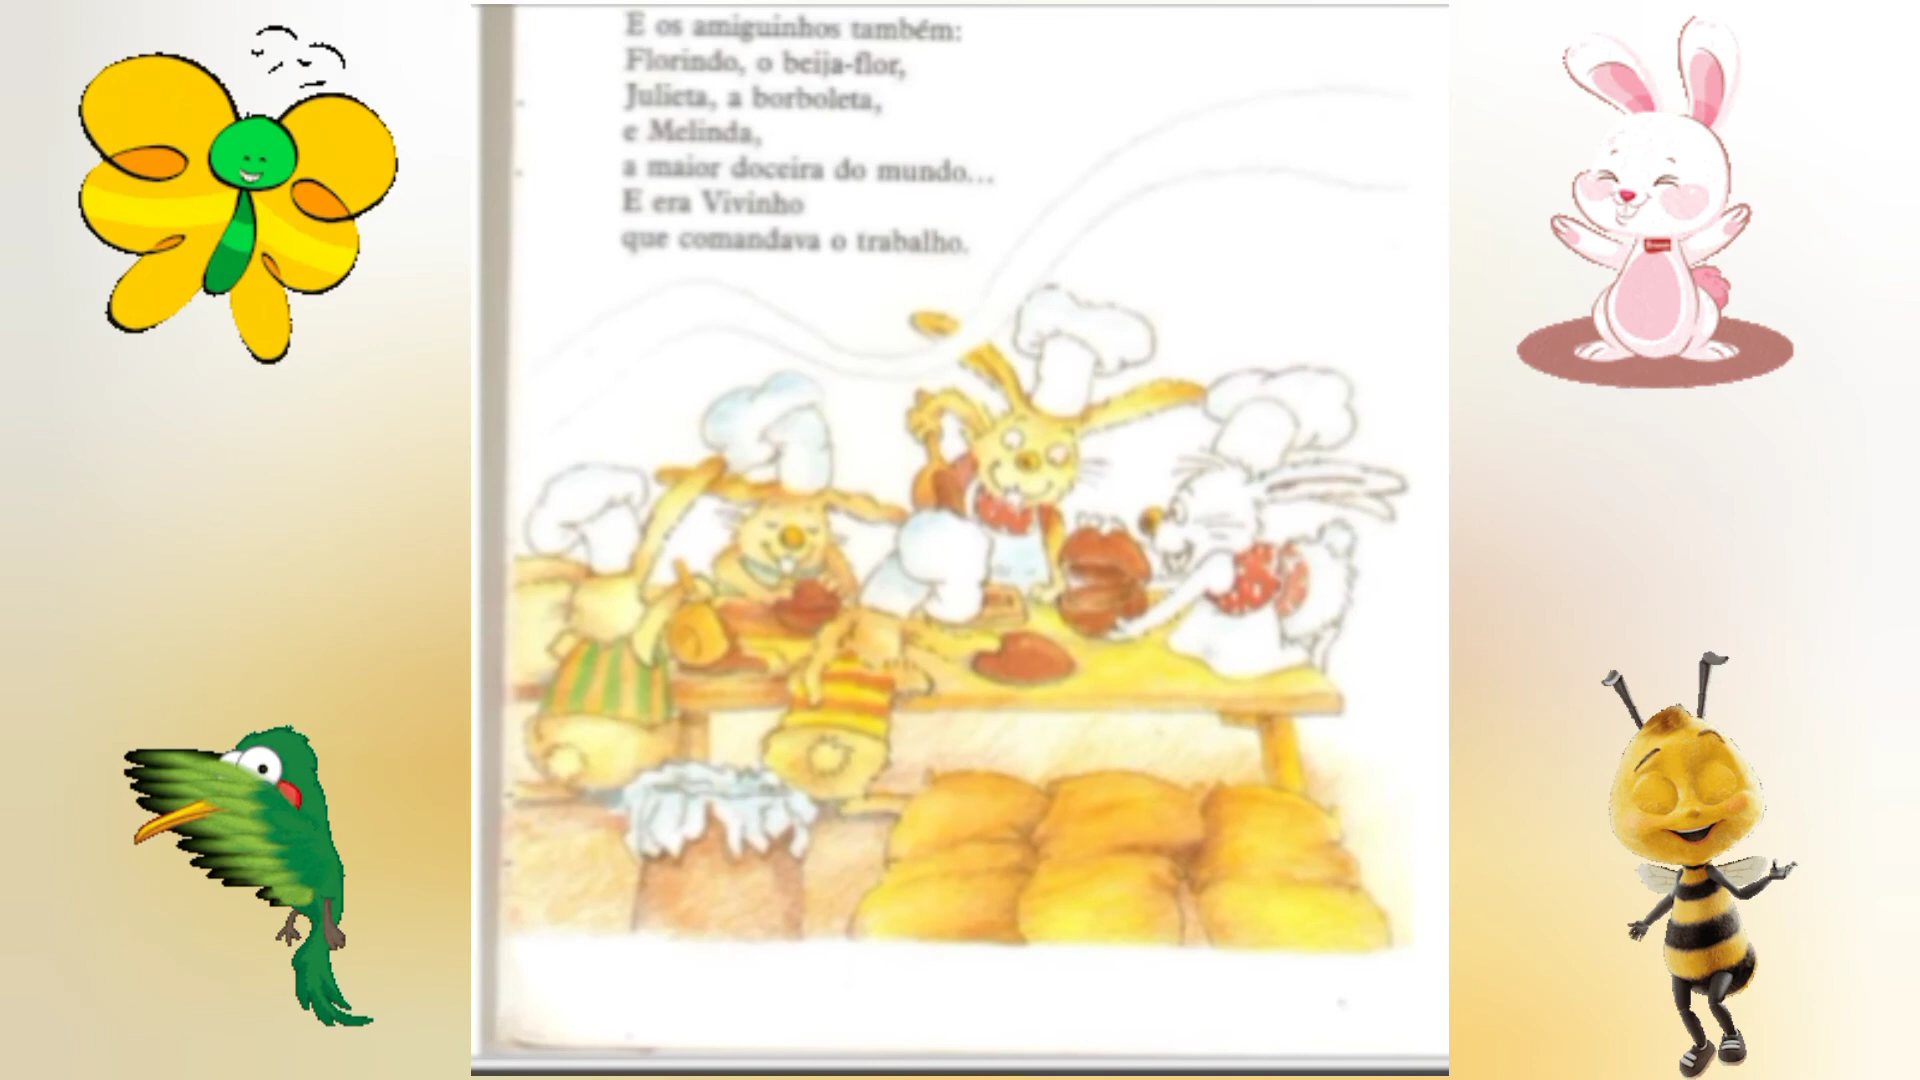 E os amiguinhos também:
Florindo, o beija-flor,
Julieta, a borboleta,
e Melinda,
a maior doceira do mundo...
E era Vivinho
que comandava o trabalho.